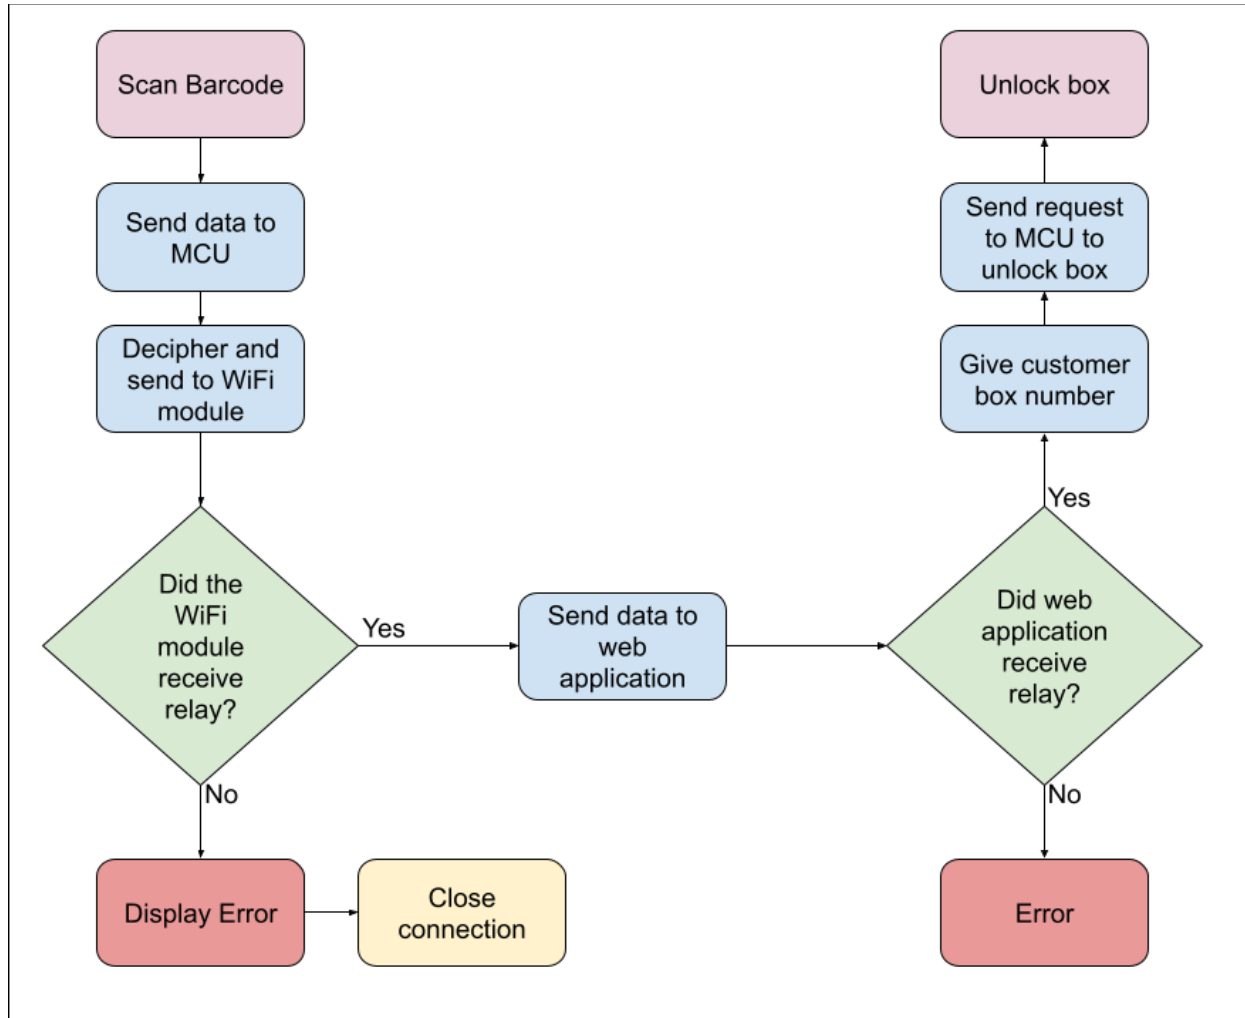 Scan Barcode
Send data to
MCU
Decipher and
send to WiFi
module
Did the
WiFi
module
receive
relay?
Yes
No
Display Error
Close
connection
Send data to
web
application
Did web
application
receive
relay?
Yes
No
Error
Give customer
box number
Send request
to MCU to
unlock box
Unlock box